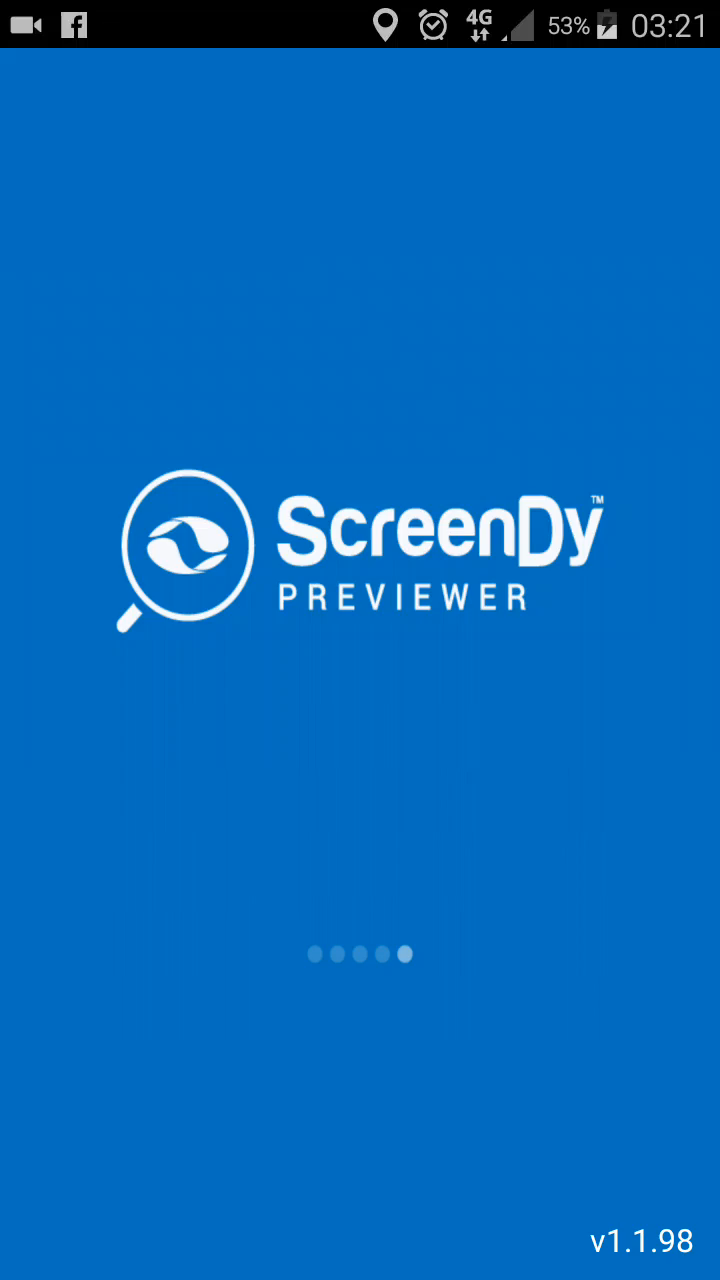 4G 53% 03:21
ScreenDy™
PREVIEWER
v1.1.98